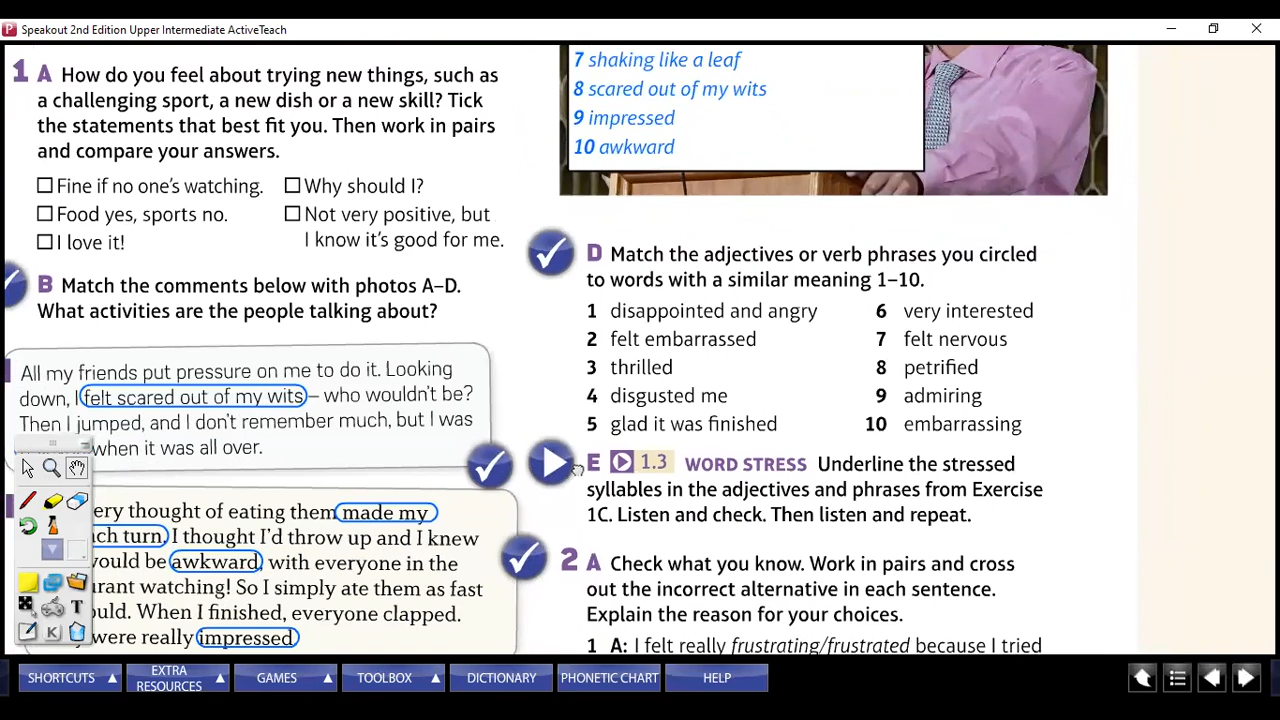 Speakout 2nd Edition Upper Intermediate ActiveTeach
1 A How do you feel about trying new things, such as
a challenging sport, a new dish or a new skill? Tick
the statements that best fit you. Then work in pairs
and compare your answers.
Fine if no one's watching.
Food yes, sports no.
I love it!
Why should I?
Not very positive, but
I know it's good for me.
B Match the comments below with photos A–D.
What activities are the people talking about?
All my friends put pressure on me to do it. Looking
down, I felt scared out of my wits – who wouldn't be?
Then I jumped, and I don't remember much, but I was
when it was all over.
ery thought of eating them made my
ch turn. I thought I'd throw up and I knew
ould be awkward, with everyone in the
urant watching! So I simply ate them as fast
ould. When I finished, everyone clapped.
were really impressed
7 shaking like a leaf
8 scared out of my wits
9 impressed
10 awkward
D Match the adjectives or verb phrases you circled
to words with a similar meaning 1–10.
1 disappointed and angry
2 felt embarrassed
3 thrilled
4 disgusted me
5 glad it was finished
6 very interested
7 felt nervous
8 petrified
9 admiring
10 embarrassing
E 1.3 WORD STRESS Underline the stressed
syllables in the adjectives and phrases from Exercise
1C. Listen and check. Then listen and repeat.
2 A Check what you know. Work in pairs and cross
out the incorrect alternative in each sentence.
Explain the reason for your choices.
1 A: I felt really frustrating/frustrated because I tried
SHORTCUTS
EXTRA
RESOURCES
GAMES
TOOLBOX
DICTIONARY
PHONETIC CHART
HELP